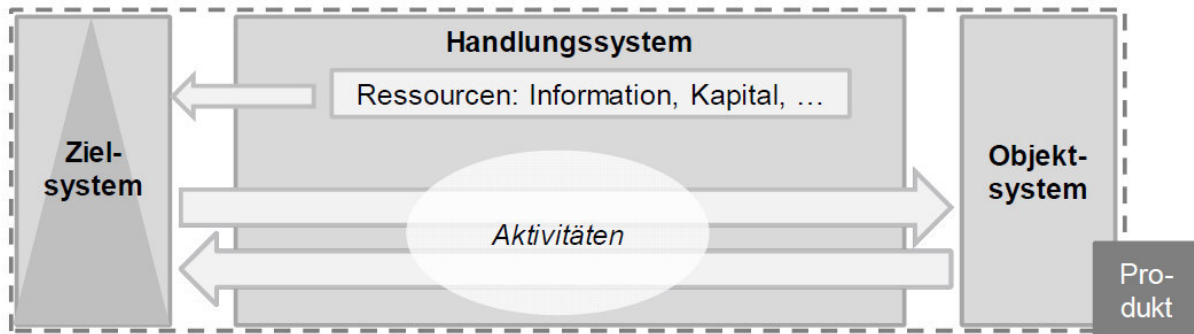 Handlungssystem
Ressourcen: Information, Kapital, …
Ziel-
system
Aktivitäten
Objekt-
system
Pro-
dukt